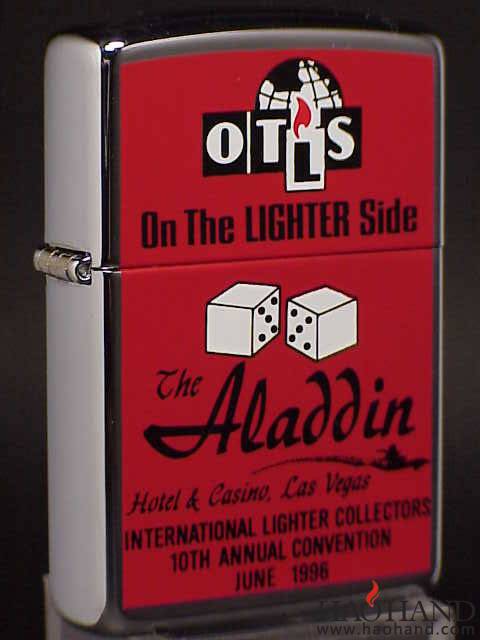 OTLS
On The LIGHTER Side
The
Aladdin
Hotel & Casino, Las Vegas
INTERNATIONAL LIGHTER COLLECTORS
10TH ANNUAL CONVENTION
JUNE 1996
HAOHAND
www.haohand.com